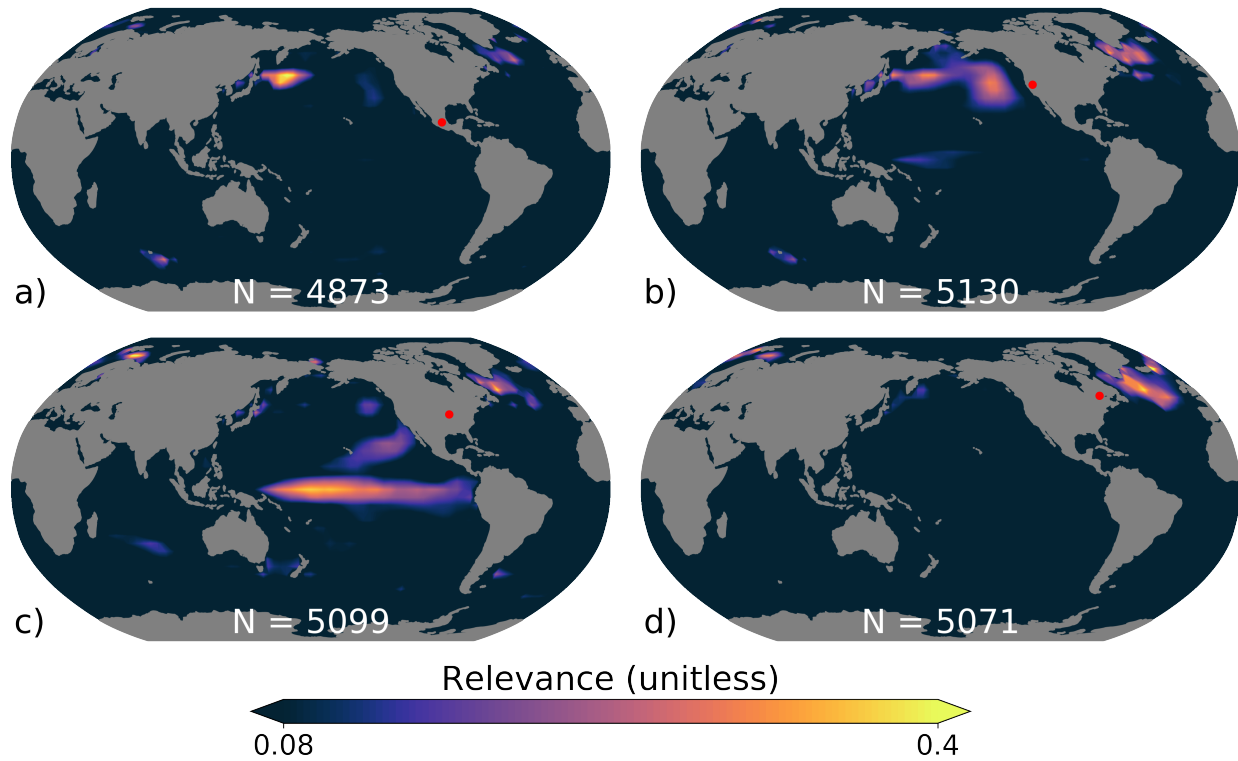 a)
N = 4873
b)
N = 5130
c)
N = 5099
d)
N = 5071
Relevance (unitless)
0.08
0.4